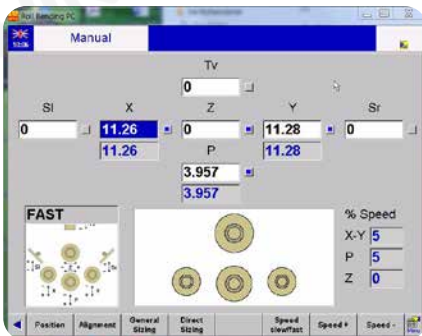 Roll Bending PC
Manual
Tv
0
Sl X Z Y Sr
0 11.26 0 11.28 0
11.26 P 11.28
3.957
3.957
FAST
% Speed
X-Y 5
P 5
Z 0
Position Alignment General Sizing Direct Sizing Speed slew/fast Speed+ Speed-